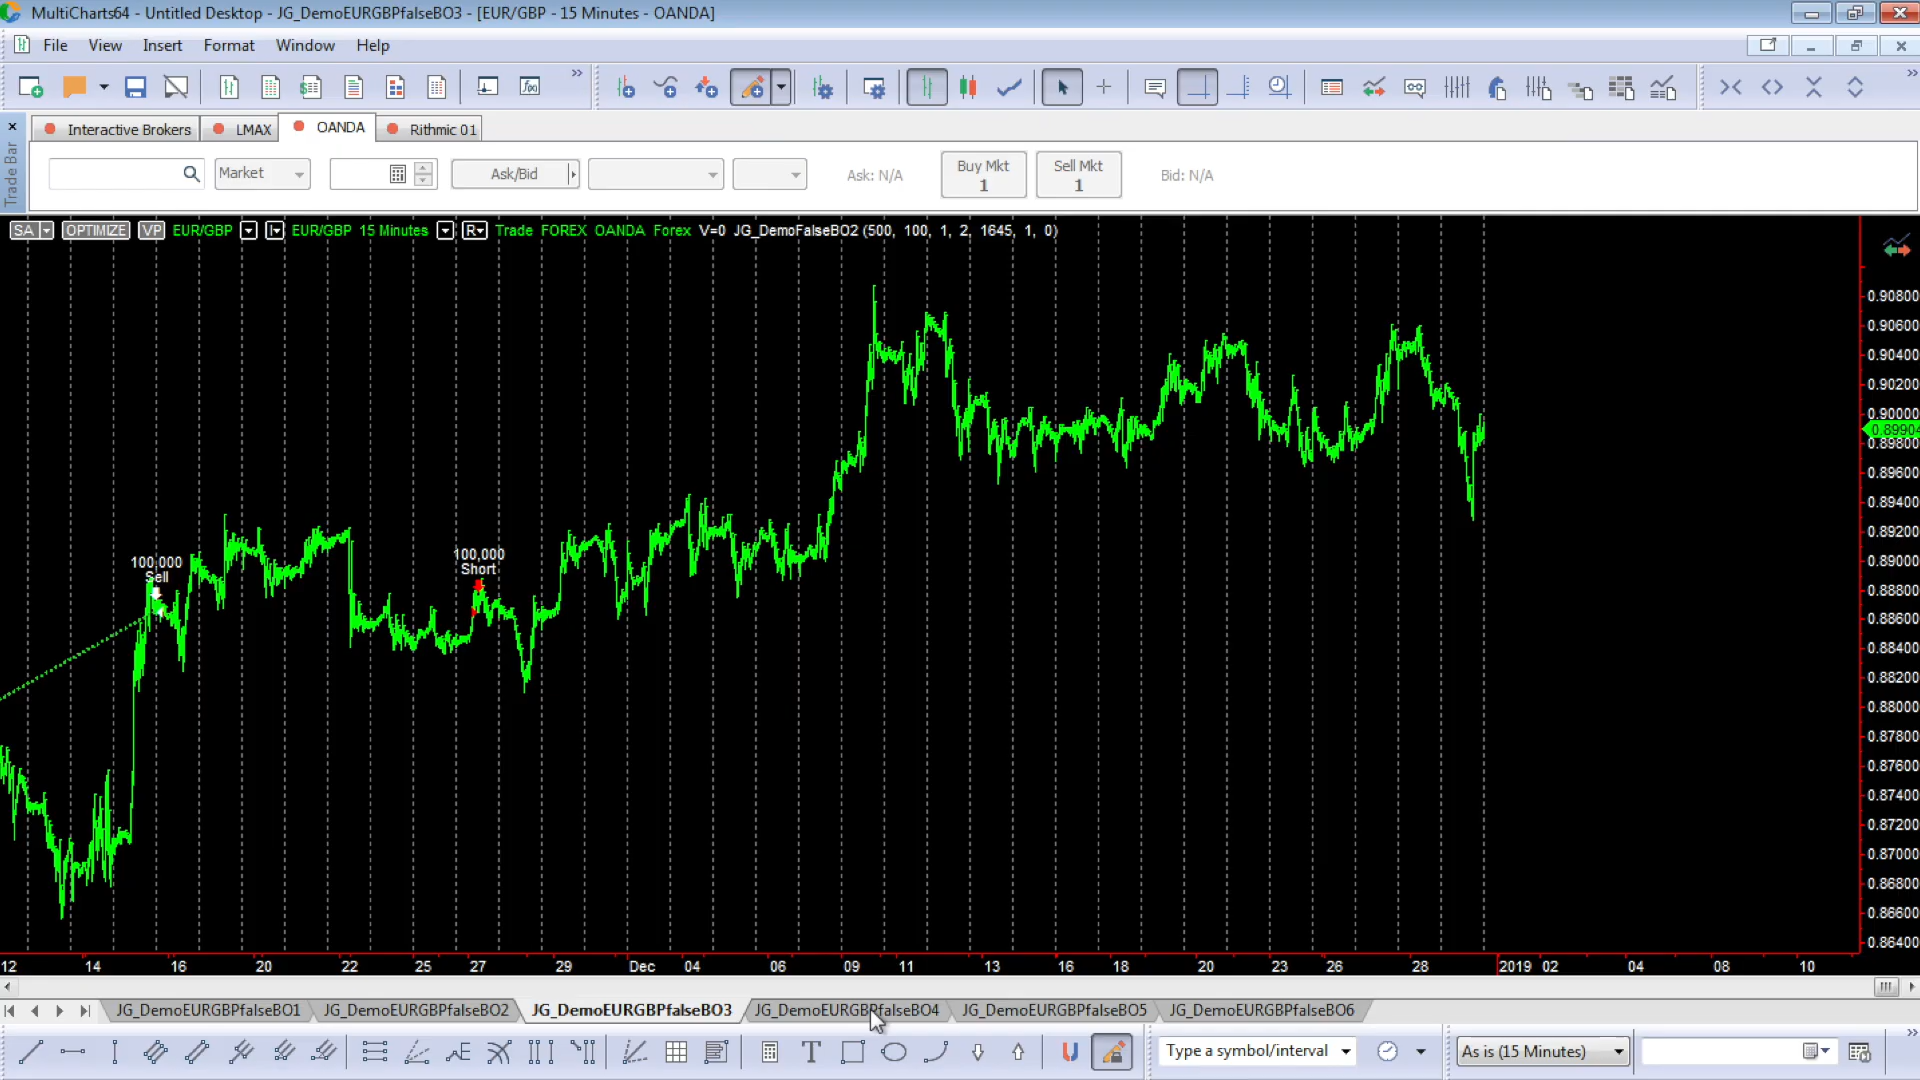 MultiCharts64 - Untitled Desktop - JG_DemoEURGBPfalseBO3 - [EUR/GBP - 15 Minutes - OANDA]
File View Insert Format Window Help
Interactive Brokers LMAX OANDA Rithmic 01
Trade Bar
Market Ask/Bid Ask: N/A Buy Mkt 1 Sell Mkt 1 Bid: N/A
SA OPTIMIZE VP EUR/GBP I EUR/GBP 15 Minutes R Trade FOREX OANDA Forex V=0 JG_DemoFalseBO2 (500, 100, 1, 2, 1645, 1, 0)
0.90800
0.90600
0.90400
0.90200
0.90000
0.89904
0.89800
0.89600
0.89400
0.89200
0.89000
0.88800
0.88600
0.88400
0.88200
0.88000
0.87800
0.87600
0.87400
0.87200
0.87000
0.86800
0.86600
0.86400
100,000
Sell
100,000
Short
12 14 16 20 22 25 27 29 Dec 04 06 09 11 13 16 18 20 23 26 28 2019 02 04 08 10
JG_DemoEURGBPfalseBO1 JG_DemoEURGBPfalseBO2 JG_DemoEURGBPfalseBO3 JG_DemoEURGBPfalseBO4 JG_DemoEURGBPfalseBO5 JG_DemoEURGBPfalseBO6
Type a symbol/interval As is (15 Minutes)